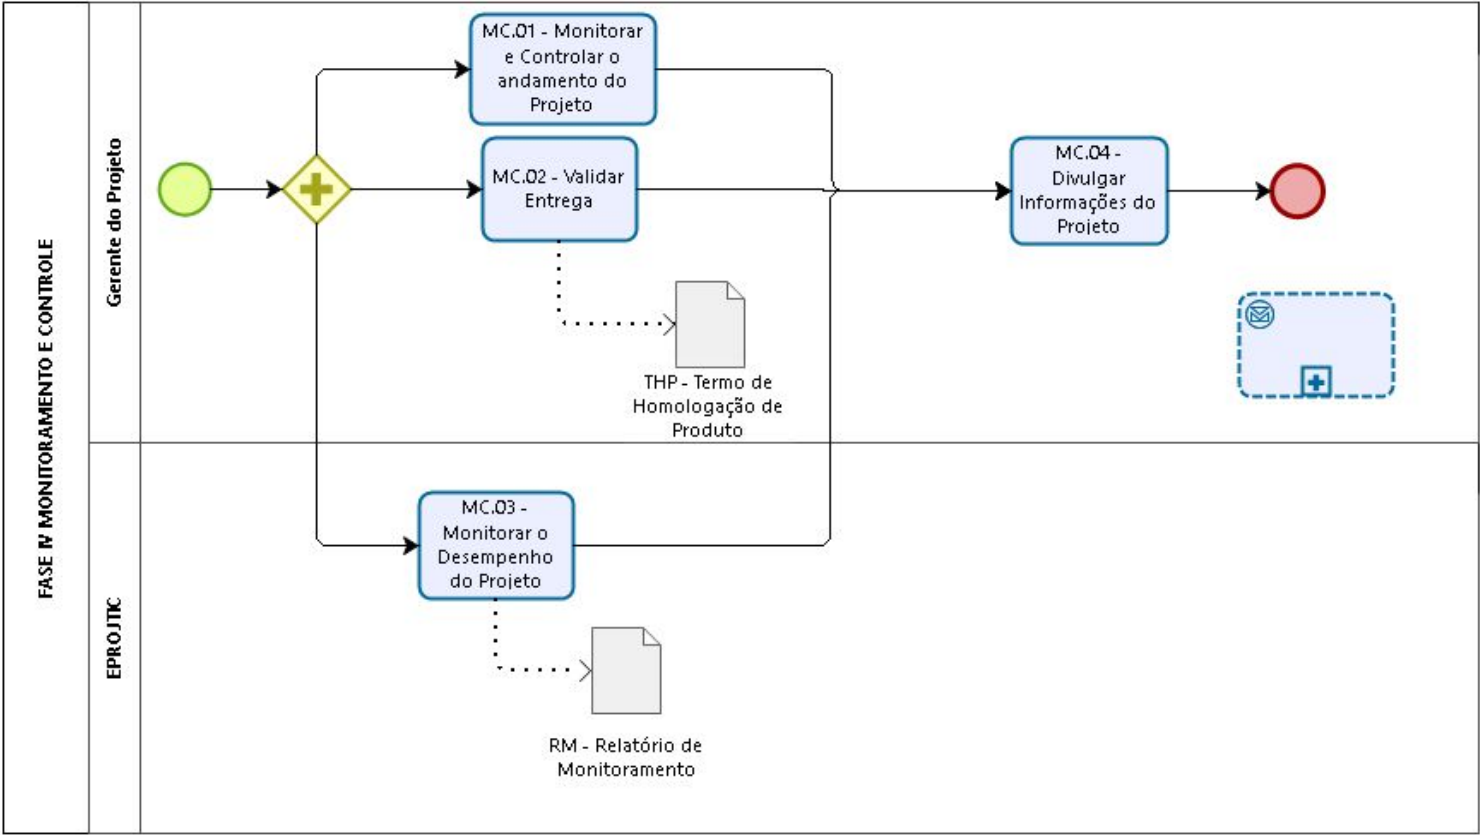 FASE IV MONITORAMENTO E CONTROLE
Gerente do Projeto
MC.01 - Monitorar
e Controlar o
andamento do
Projeto
MC.02 - Validar
Entrega
THP - Termo de
Homologação de
Produto
MC.04 -
Divulgar
Informações do
Projeto
EPROJTIC
MC.03 -
Monitorar o
Desempenho
do Projeto
RM - Relatório de
Monitoramento